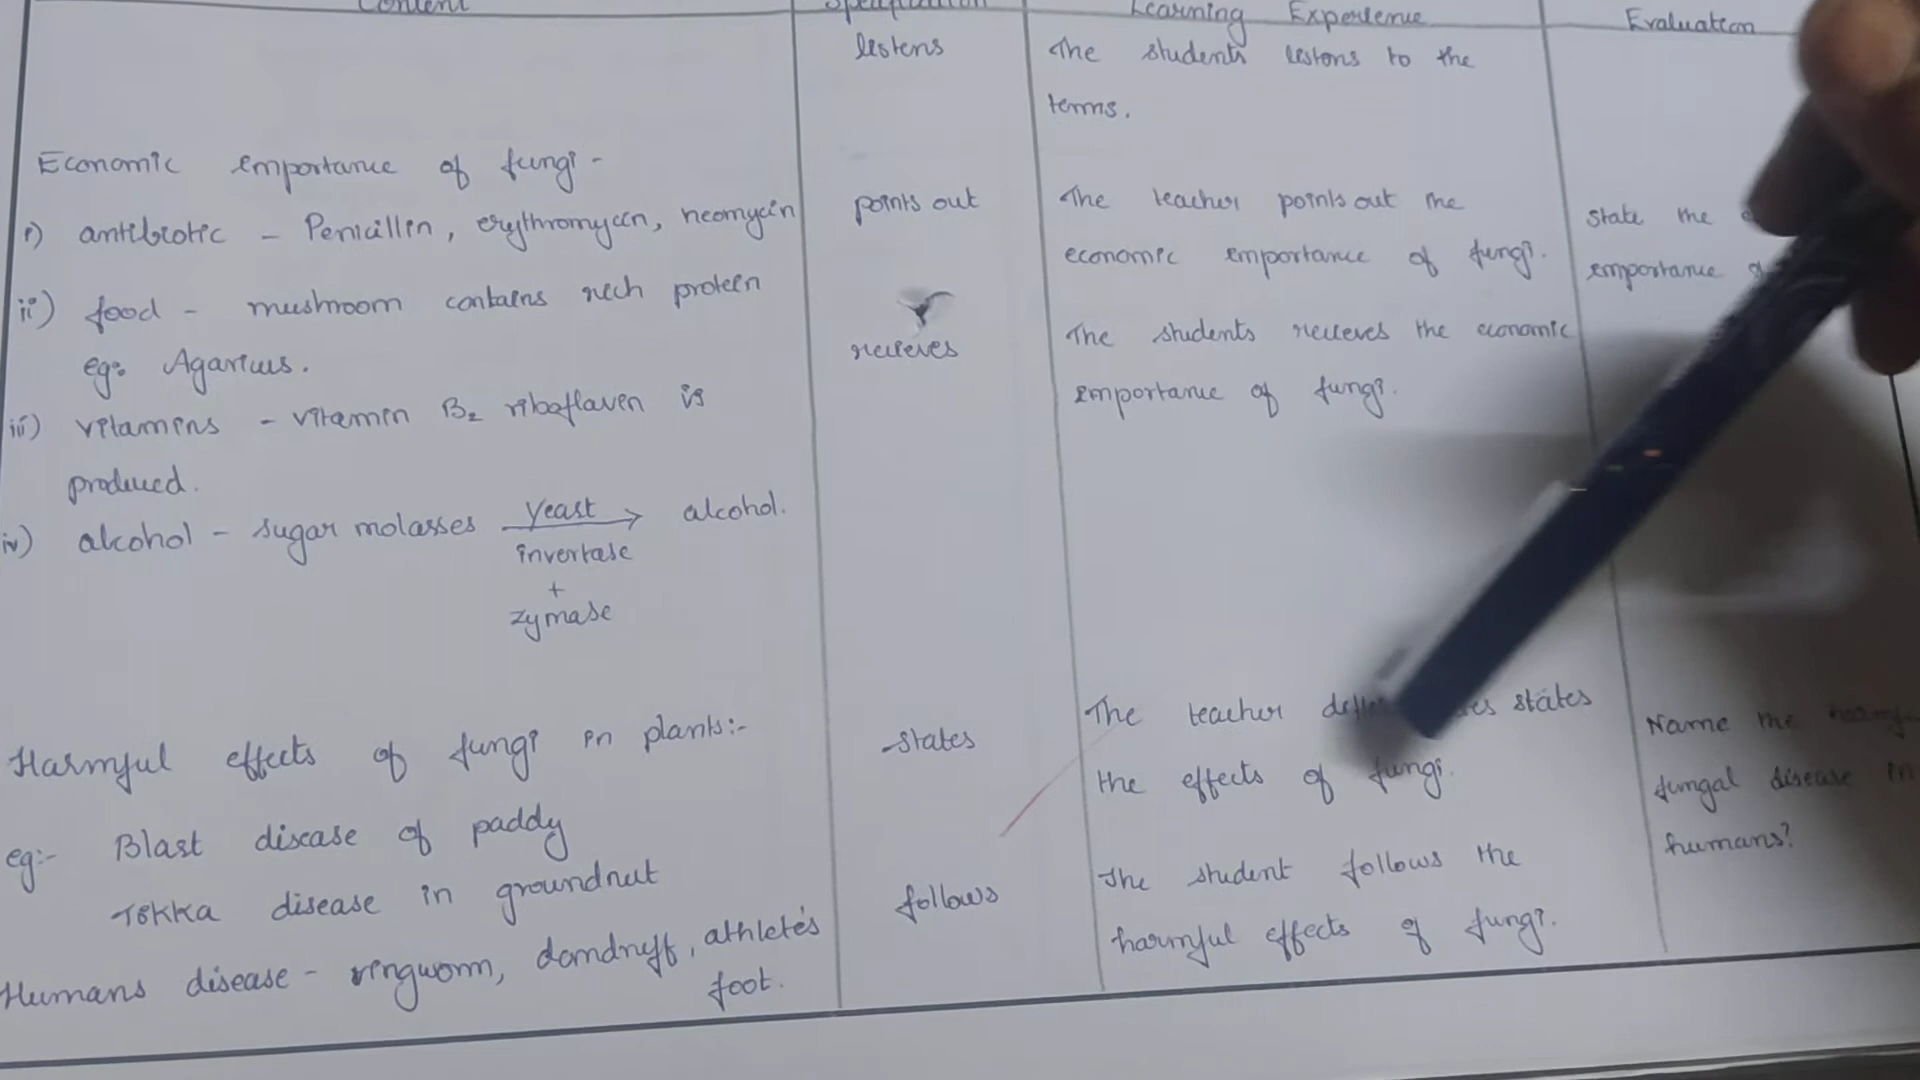 Content
Specification
Learning Experience
Evaluation
listens
The students listens to the
terms.
Economic importance of fungi -
i) antibiotic - Penicillin, erythromycin, neomycin
ii) food - mushroom contains rich protein
eg: Agaricus.
iii) vitamins - vitamin B2 riboflavin is
produced.
iv) alcohol - sugar molasses yeast → alcohol.
invertase
+
zymase
points out
The teacher points out the
economic importance of fungi.
State the
importance
recieves
The students recieves the economic
importance of fungi.
Harmful effects of fungi in plants:-
eg:- Blast disease of paddy
Tikka disease in groundnut
Humans disease - ringworm, dandruff, athlete's
foot.
states
The teacher states
the effects of fungi.
Name the
fungal disease in
humans?
follows
The student follows the
harmful effects of fungi.